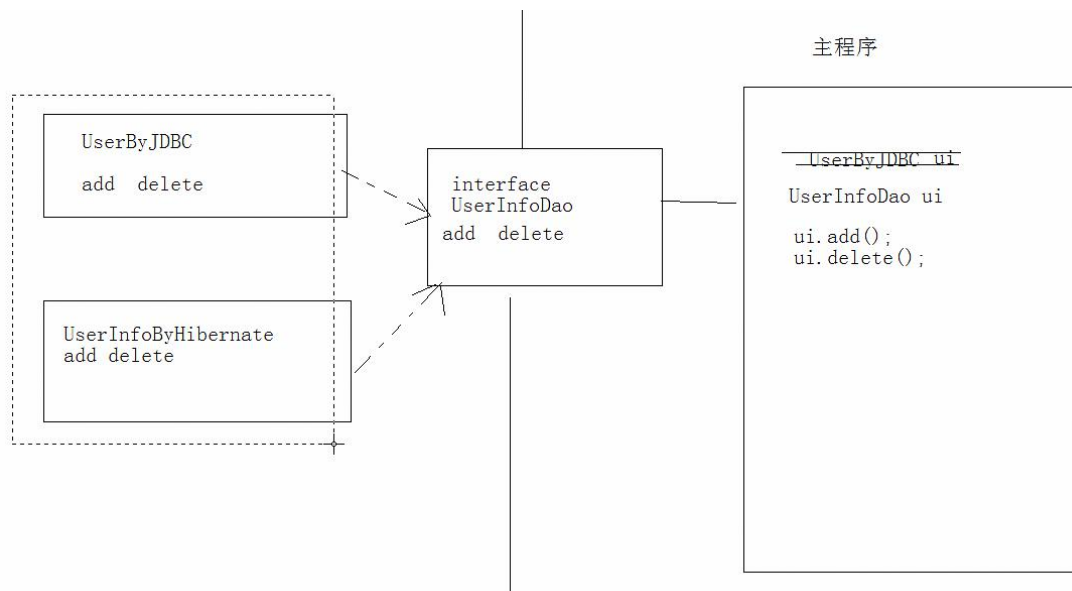 主程序
UserByJDBC
add delete
interface
UserInfoDao
add delete
UserInfoByHibernate
add delete
UserByJDBC ui
UserInfoDao ui
ui.add();
ui.delete();